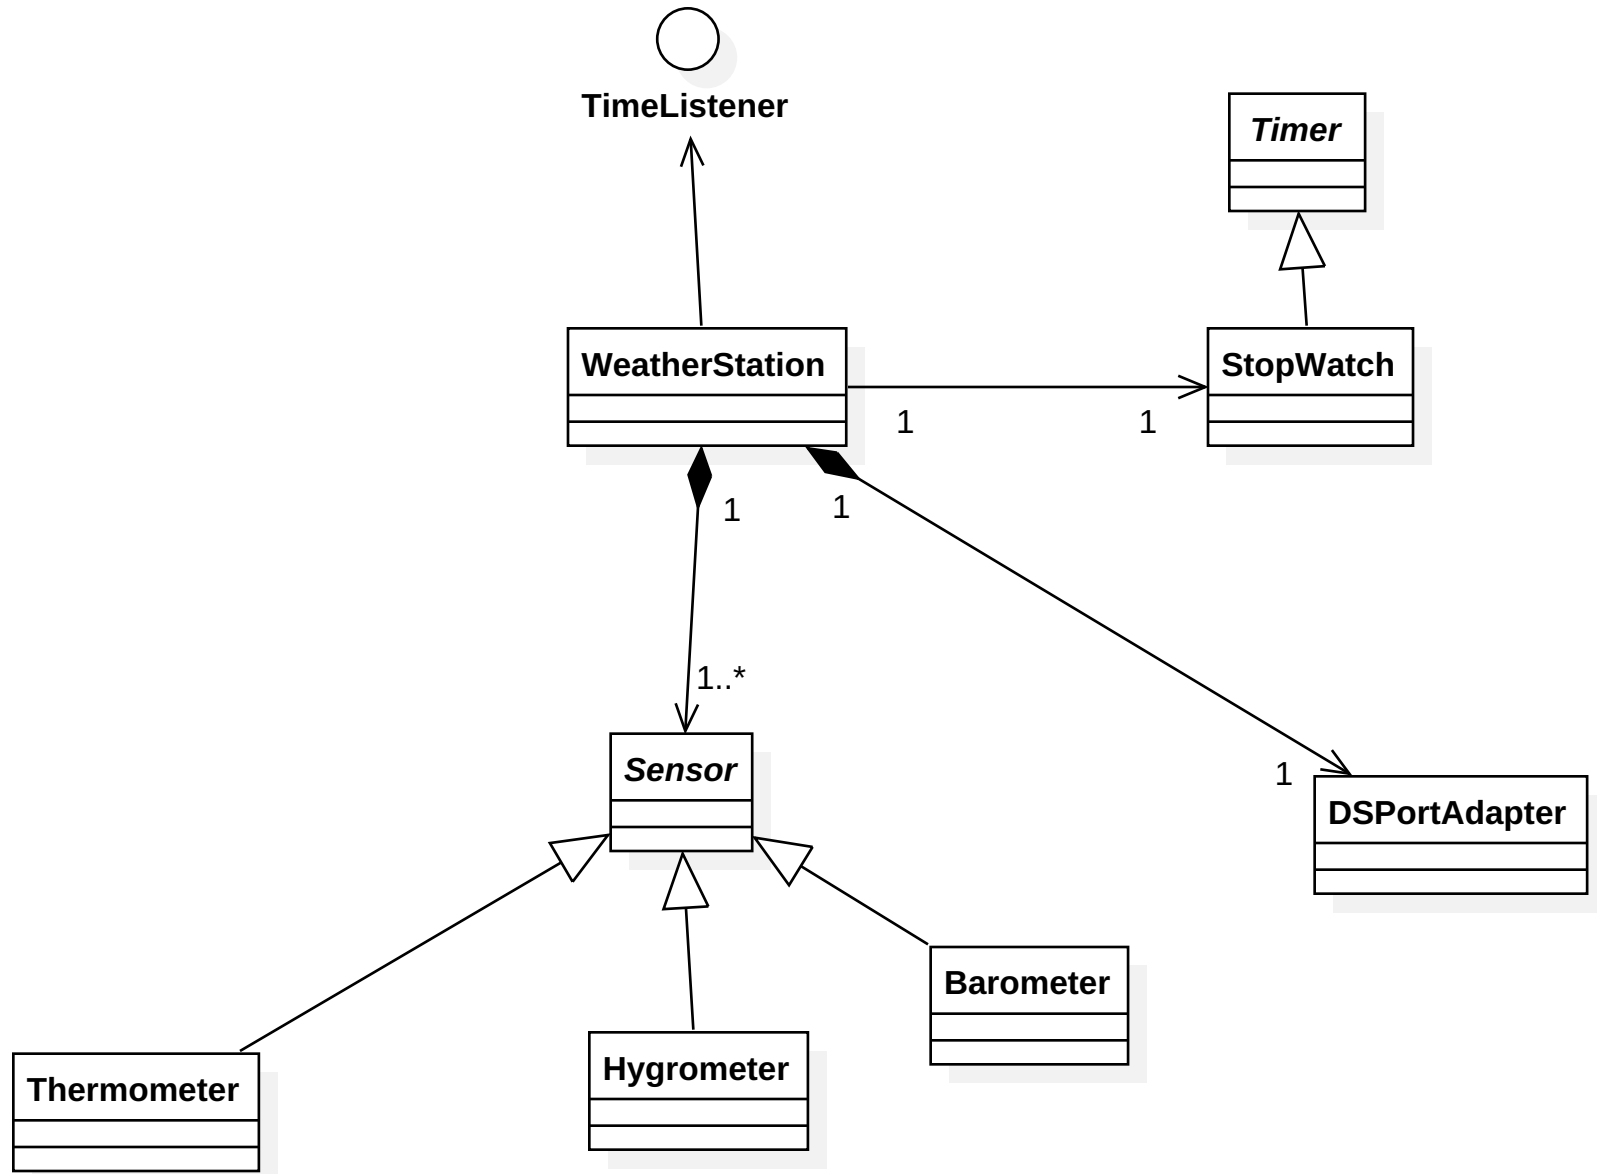 TimeListener
Timer
WeatherStation
StopWatch
1
1
1
1
1..*
Sensor
1
DSPortAdapter
Barometer
Hygrometer
Thermometer